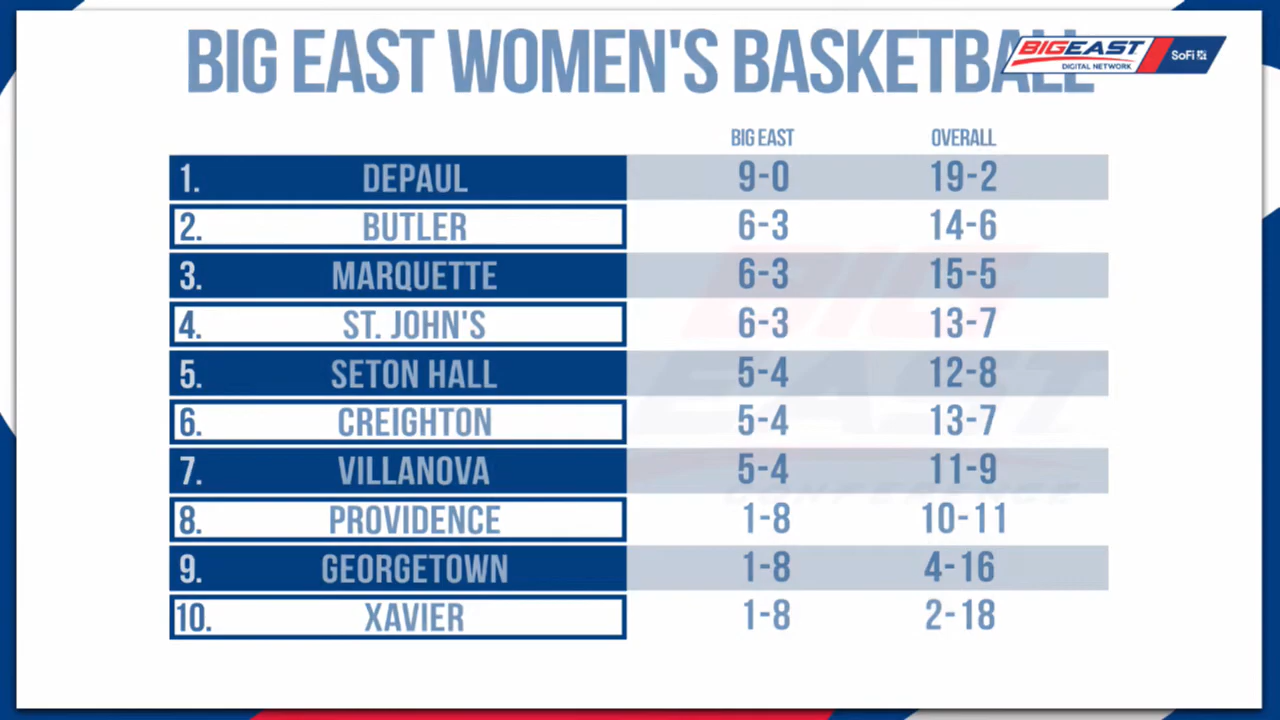 BIG EAST WOMEN'S BASKETBALL
BIGEAST
DIGITAL NETWORK
SoFi
BIG EAST OVERALL
1. DEPAUL 9-0 19-2
2. BUTLER 6-3 14-6
3. MARQUETTE 6-3 15-5
4. ST. JOHN'S 6-3 13-7
5. SETON HALL 5-4 12-8
6. CREIGHTON 5-4 13-7
7. VILLANOVA 5-4 11-9
8. PROVIDENCE 1-8 10-11
9. GEORGETOWN 1-8 4-16
10. XAVIER 1-8 2-18
BIG
EAST
CONFERENCE